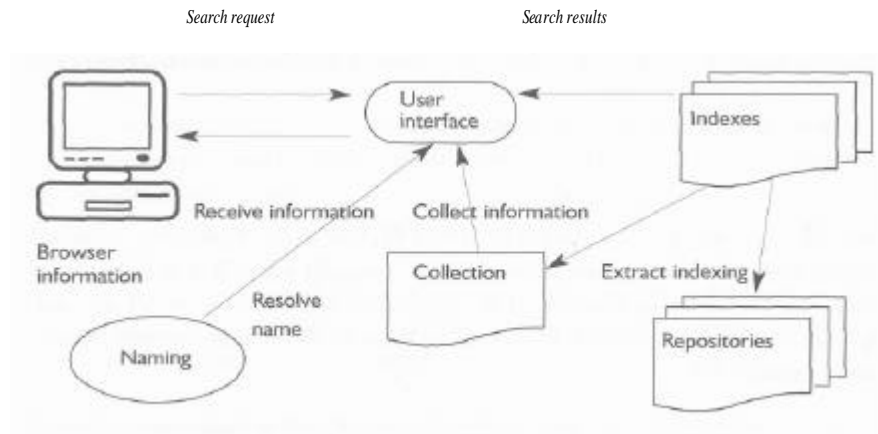 Search request
Search results
User
interface
Indexes
Receive information
Collect information
Browser
information
Collection
Extract indexing
Resolve
name
Repositories
Naming